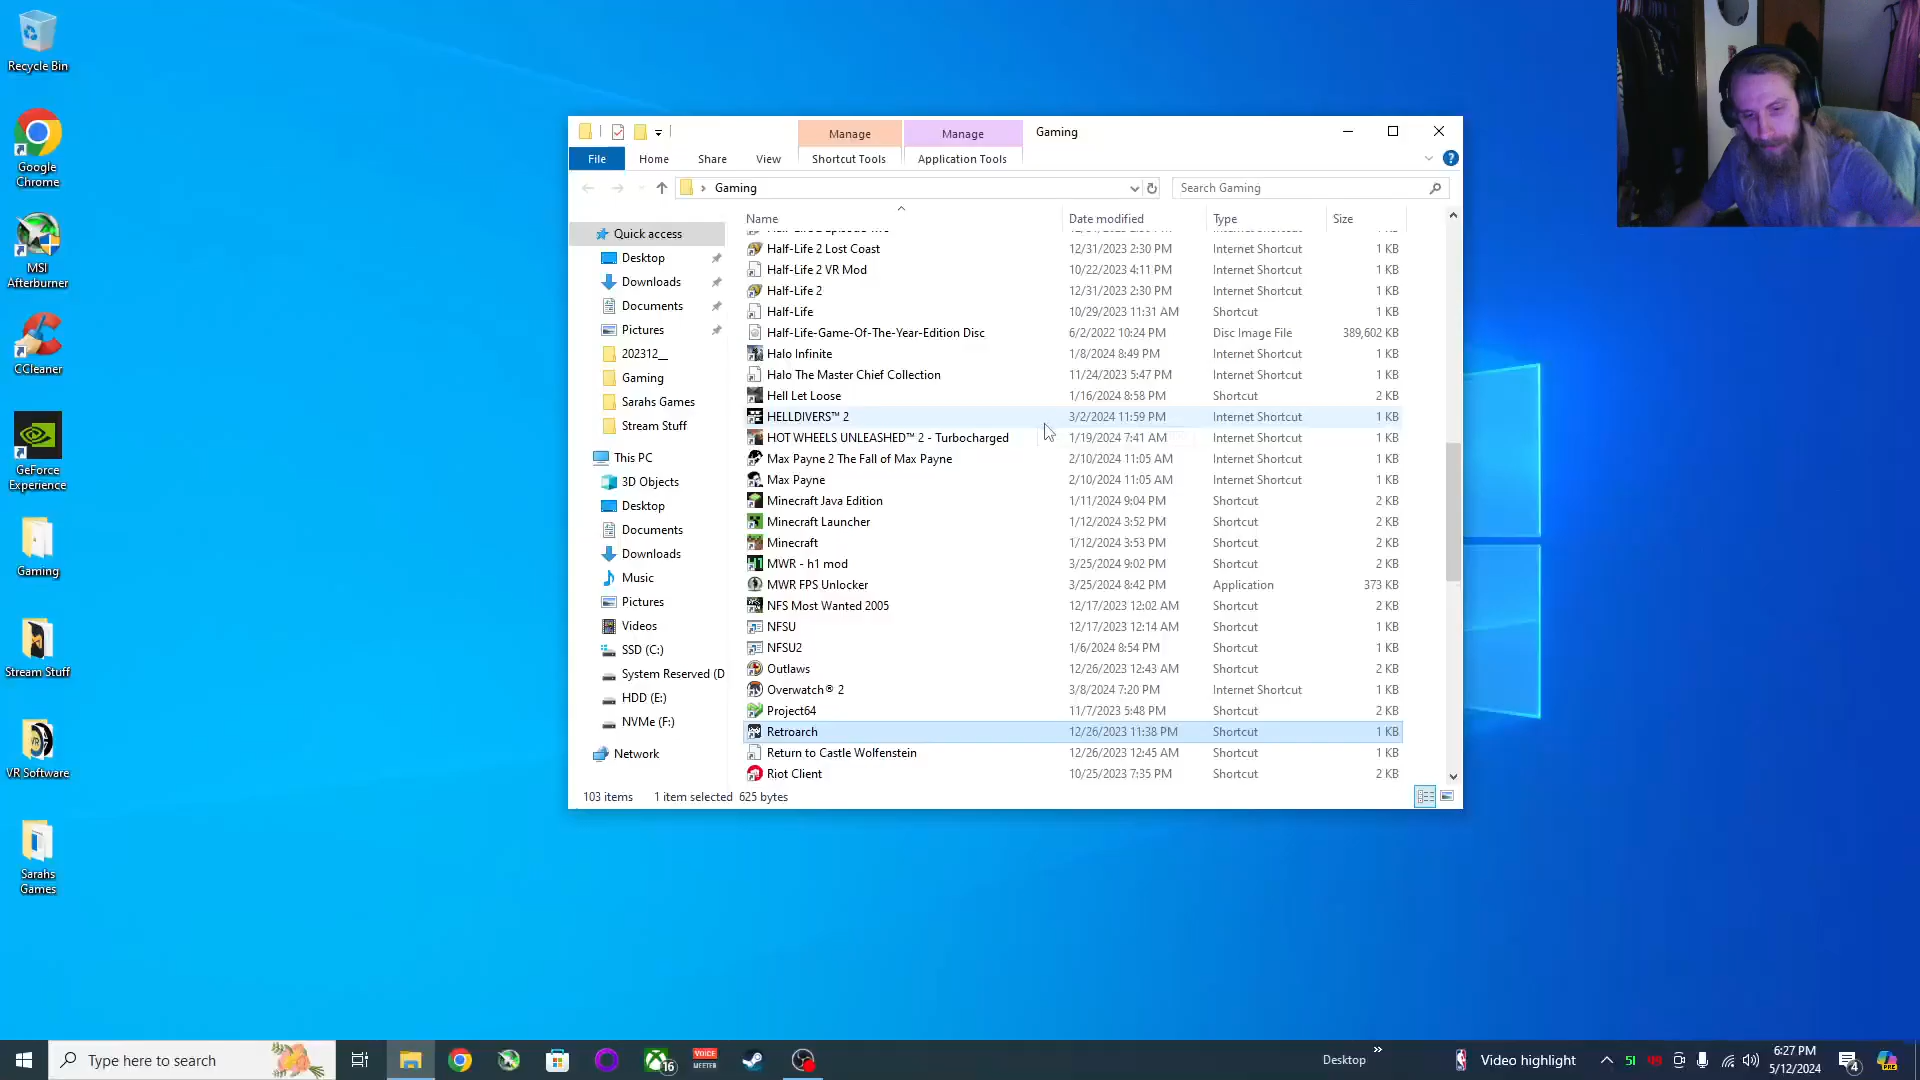 Recycle Bin
Google
Chrome
MSI
Afterburner
CCleaner
GeForce
Experience
Gaming
Stream Stuff
VR Software
Sarahs
Games
Manage
Manage
Gaming
File
Home
Share
View
Shortcut Tools
Application Tools
Gaming
Search Gaming
Quick access
Desktop
Downloads
Documents
Pictures
202312__
Gaming
Sarahs Games
Stream Stuff
This PC
3D Objects
Desktop
Documents
Downloads
Music
Pictures
Videos
SSD (C:)
System Reserved (D
HDD (E:)
NVMe (F:)
Network
Name Date modified Type Size
Half-Life 2 Lost Coast 12/31/2023 2:30 PM Internet Shortcut 1 KB
Half-Life 2 VR Mod 10/22/2023 4:11 PM Internet Shortcut 1 KB
Half-Life 2 12/31/2023 2:30 PM Internet Shortcut 1 KB
Half-Life 10/29/2023 11:31 AM Shortcut 1 KB
Half-Life-Game-Of-The-Year-Edition Disc 6/2/2022 10:24 PM Disc Image File 389,602 KB
Halo Infinite 1/8/2024 8:49 PM Internet Shortcut 1 KB
Halo The Master Chief Collection 11/24/2023 5:47 PM Internet Shortcut 1 KB
Hell Let Loose 1/16/2024 8:58 PM Shortcut 2 KB
HELLDIVERS™ 2 3/2/2024 11:59 PM Internet Shortcut 1 KB
HOT WHEELS UNLEASHED™ 2 - Turbocharged 1/19/2024 7:41 AM Internet Shortcut 1 KB
Max Payne 2 The Fall of Max Payne 2/10/2024 11:05 AM Internet Shortcut 1 KB
Max Payne 2/10/2024 11:05 AM Internet Shortcut 1 KB
Minecraft Java Edition 1/11/2024 9:04 PM Shortcut 2 KB
Minecraft Launcher 1/12/2024 3:52 PM Shortcut 2 KB
Minecraft 1/12/2024 3:53 PM Shortcut 2 KB
MWR - h1 mod 3/25/2024 9:02 PM Shortcut 2 KB
MWR FPS Unlocker 3/25/2024 8:42 PM Application 373 KB
NFS Most Wanted 2005 12/17/2023 12:02 AM Shortcut 2 KB
NFSU 12/17/2023 12:14 AM Shortcut 1 KB
NFSU2 1/6/2024 8:54 PM Shortcut 1 KB
Outlaws 12/26/2023 12:43 AM Shortcut 2 KB
Overwatch® 2 3/8/2024 7:20 PM Internet Shortcut 1 KB
Project64 11/7/2023 5:48 PM Shortcut 2 KB
Retroarch 12/26/2023 11:38 PM Shortcut 1 KB
Return to Castle Wolfenstein 12/26/2023 12:45 AM Shortcut 1 KB
Riot Client 10/25/2023 7:35 PM Shortcut 2 KB
103 items 1 item selected 625 bytes
Type here to search
16
VOICE
MEETER
Desktop
Video highlight
51
49
6:27 PM
5/12/2024
4
PRE